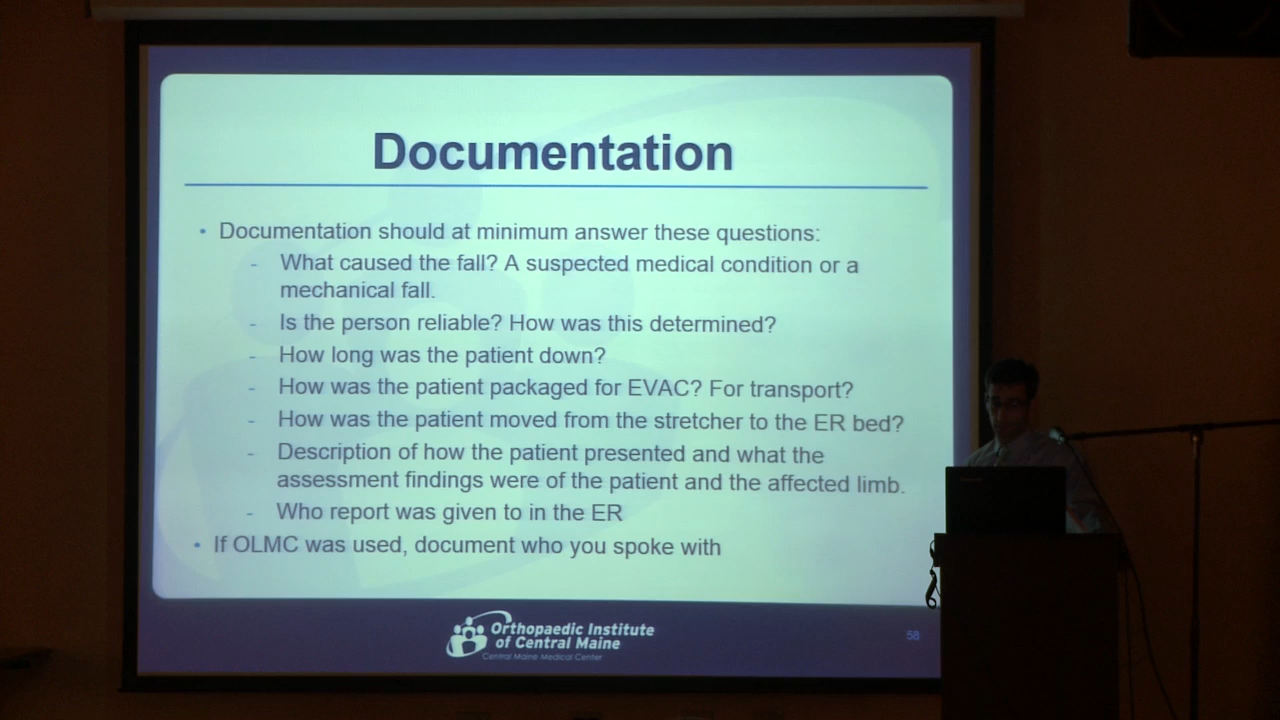 Documentation
• Documentation should at minimum answer these questions:
- What caused the fall? A suspected medical condition or a
mechanical fall.
- Is the person reliable? How was this determined?
- How long was the patient down?
- How was the patient packaged for EVAC? For transport?
- How was the patient moved from the stretcher to the ER bed?
- Description of how the patient presented and what the
assessment findings were of the patient and the affected limb.
- Who report was given to in the ER
• If OLMC was used, document who you spoke with
Orthopaedic Institute
of Central Maine
Central Maine Medical Center
58